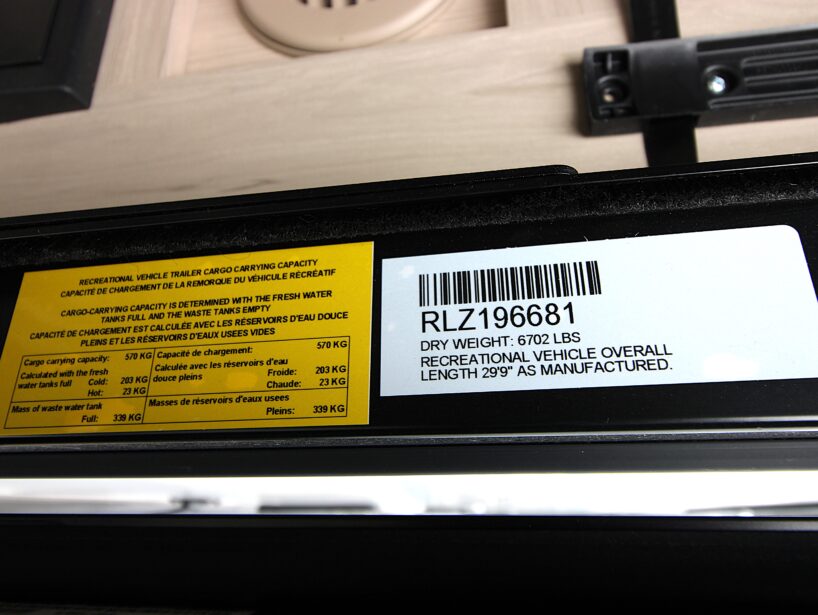 RECREATIONAL VEHICLE TRAILER CARGO CARRYING CAPACITY
CAPACITÉ DE CHARGEMENT DE LA REMORQUE DU VÉHICULE RÉCRÉATIF
CARGO-CARRYING CAPACITY IS DETERMINED WITH THE FRESH WATER
TANKS FULL AND THE WASTE TANKS EMPTY
CAPACITÉ DE CHARGEMENT EST CALCULÉE AVEC LES RÉSERVOIRS D'EAU DOUCE
PLEINS ET LES RÉSERVOIRS D'EAUX USEES VIDES
Cargo carrying capacity: 570 KG
Calculated with the fresh
water tanks full Cold: 203 KG
Hot: 23 KG
Mass of waste water tank
Full: 339 KG
Capacité de chargement: 570 KG
Calculée avec les réservoirs d'eau
douce pleins Froide: 203 KG
Chaude: 23 KG
Masses de réservoirs d'eaux usees
Pleins: 339 KG
RLZ196681
DRY WEIGHT: 6702 LBS
RECREATIONAL VEHICLE OVERALL
LENGTH 29'9" AS MANUFACTURED.